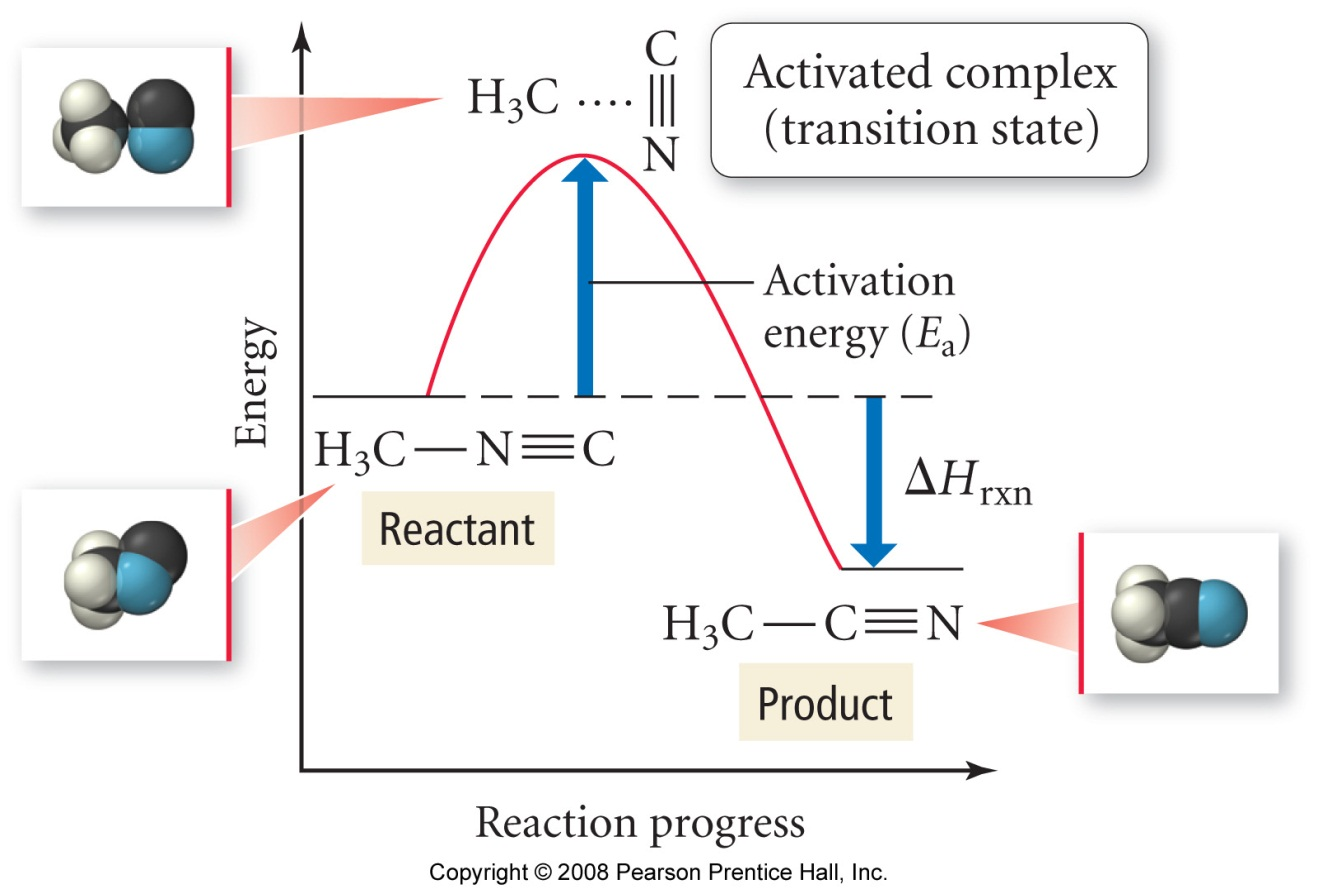 C
H₃C ···· |||
N
Activated complex
(transition state)
Activation
energy (Eₐ)
Energy
H₃C—N≡C
Reactant
ΔHrxn
H₃C—C≡N
Product
Reaction progress
Copyright © 2008 Pearson Prentice Hall, Inc.